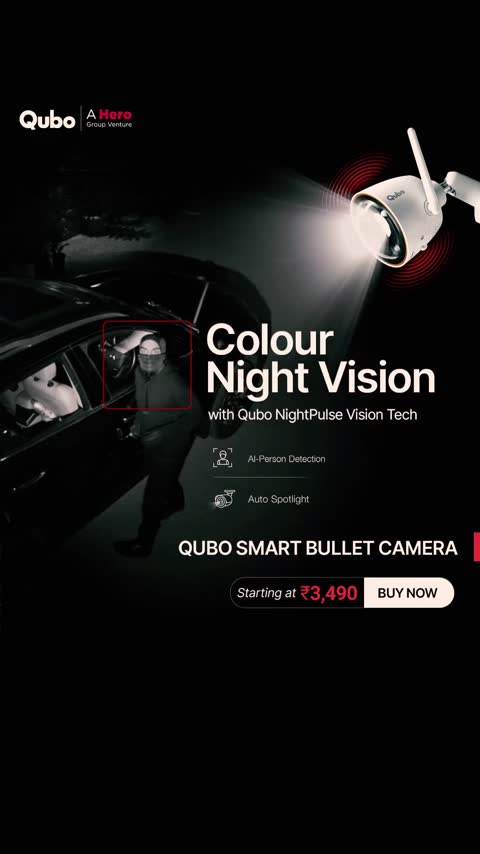 Qubo
A Hero
Group Venture
Qubo
Colour
Night Vision
with Qubo NightPulse Vision Tech
AI-Person Detection
Auto Spotlight
QUBO SMART BULLET CAMERA
Starting at ₹3,490 BUY NOW